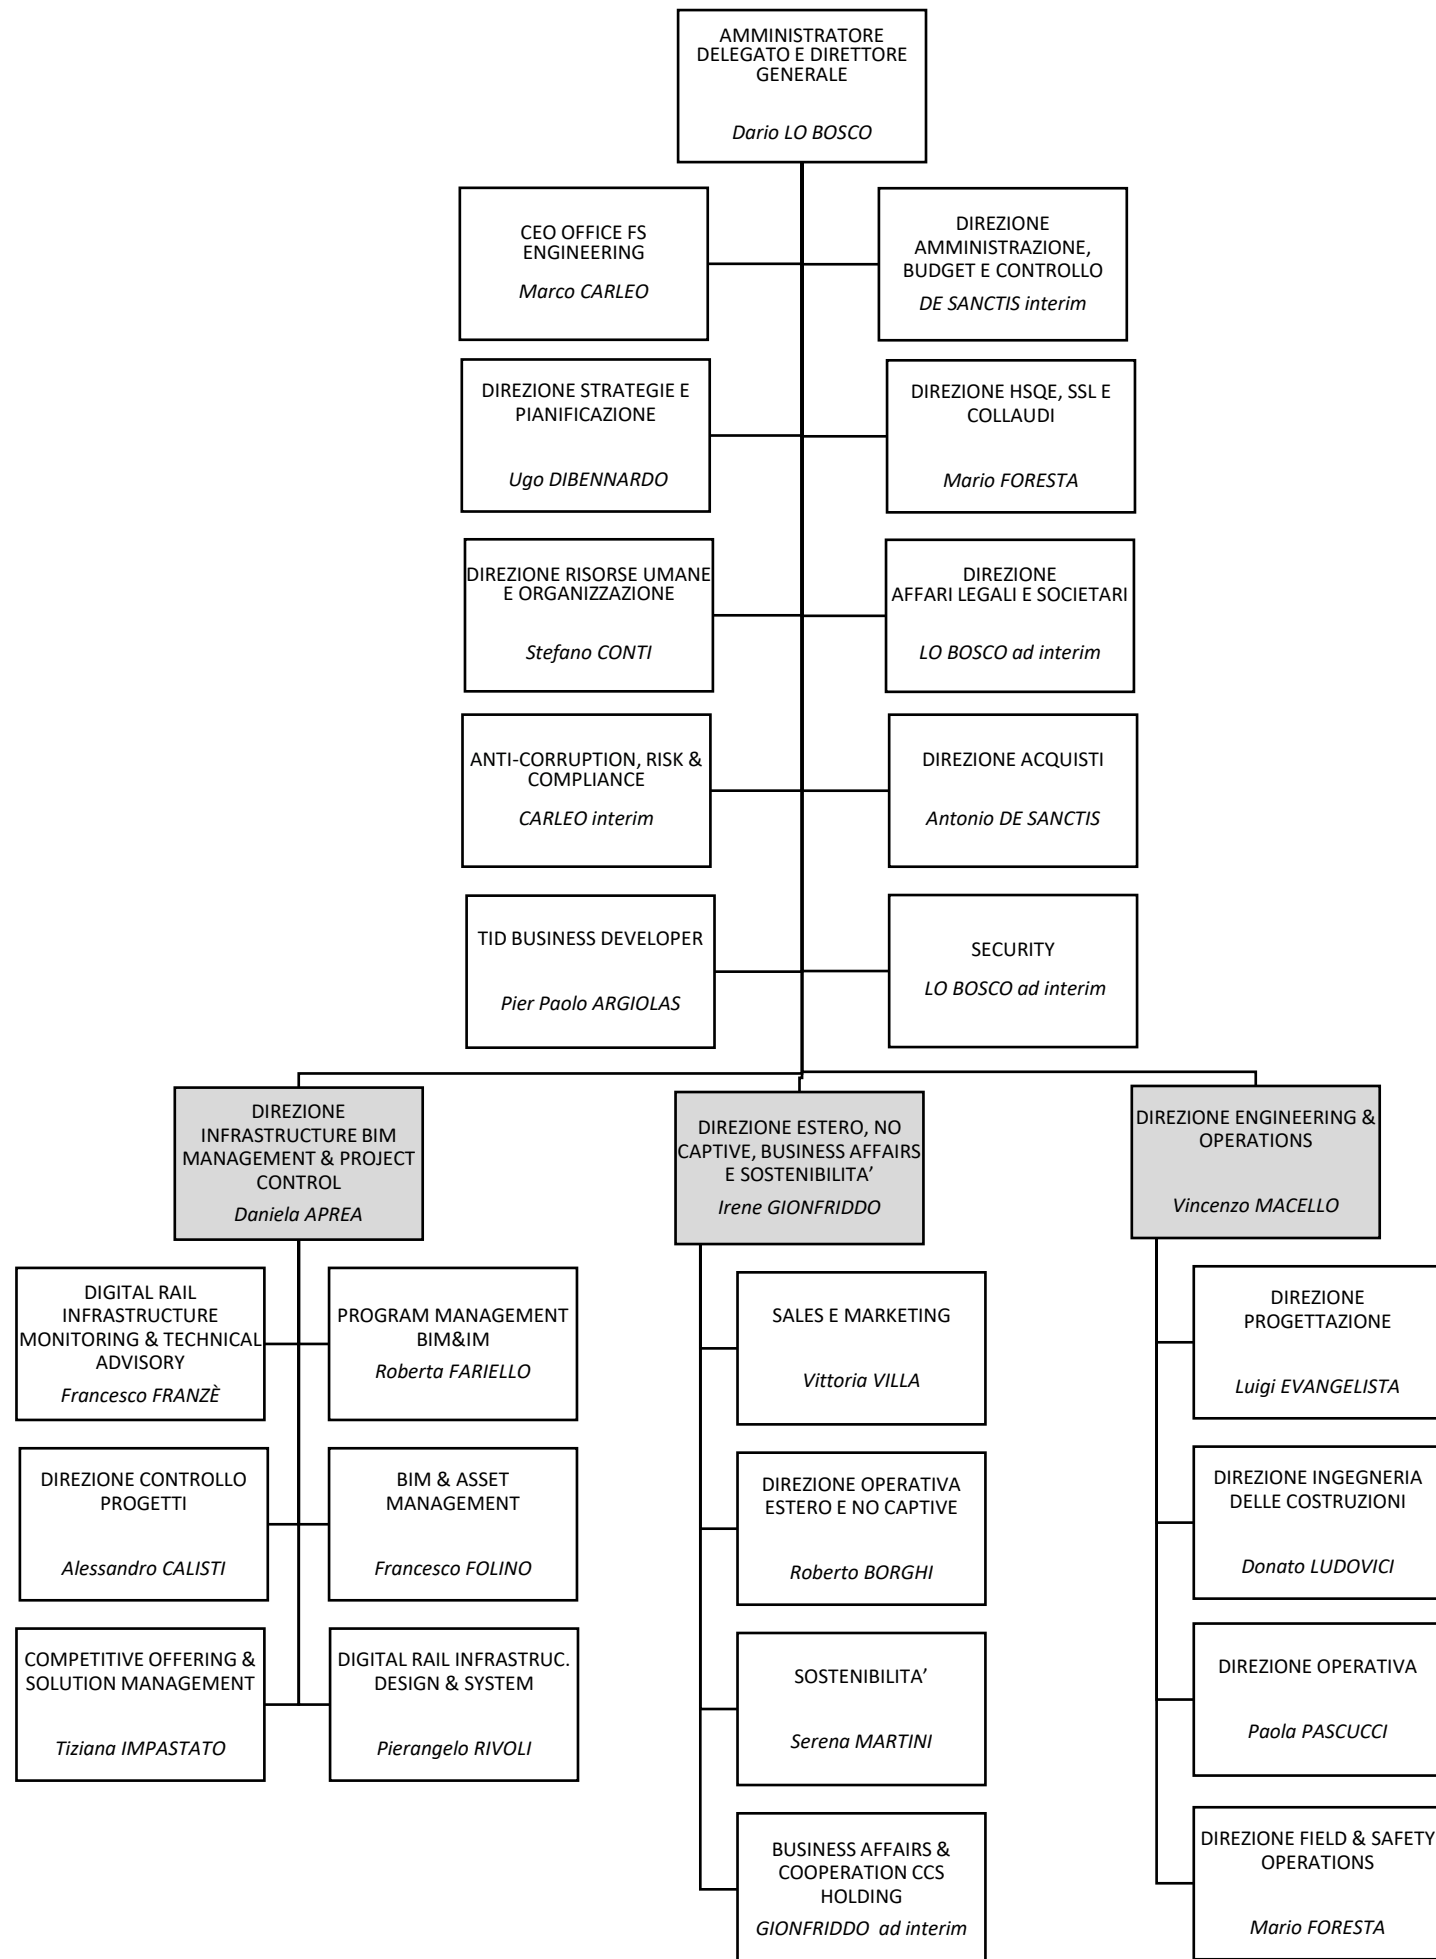 AMMINISTRATORE
DELEGATO E DIRETTORE
GENERALE
Dario LO BOSCO
CEO OFFICE FS
ENGINEERING
Marco CARLEO
DIREZIONE
AMMINISTRAZIONE,
BUDGET E CONTROLLO
DE SANCTIS interim
DIREZIONE STRATEGIE E
PIANIFICAZIONE
Ugo DIBENNARDO
DIREZIONE HSQE, SSL E
COLLAUDI
Mario FORESTA
DIREZIONE RISORSE UMANE
E ORGANIZZAZIONE
Stefano CONTI
DIREZIONE
AFFARI LEGALI E SOCIETARI
LO BOSCO ad interim
ANTI-CORRUPTION, RISK &
COMPLIANCE
CARLEO interim
DIREZIONE ACQUISTI
Antonio DE SANCTIS
TID BUSINESS DEVELOPER
Pier Paolo ARGIOLAS
SECURITY
LO BOSCO ad interim
DIREZIONE
INFRASTRUCTURE BIM
MANAGEMENT & PROJECT
CONTROL
Daniela APREA
DIREZIONE ESTERO, NO
CAPTIVE, BUSINESS AFFAIRS
E SOSTENIBILITA’
Irene GIONFRIDDO
DIREZIONE ENGINEERING &
OPERATIONS
Vincenzo MACELLO
DIGITAL RAIL
INFRASTRUCTURE
MONITORING & TECHNICAL
ADVISORY
Francesco FRANZÈ
PROGRAM MANAGEMENT
BIM&IM
Roberta FARIELLO
DIREZIONE CONTROLLO
PROGETTI
Alessandro CALISTI
BIM & ASSET
MANAGEMENT
Francesco FOLINO
COMPETITIVE OFFERING &
SOLUTION MANAGEMENT
Tiziana IMPASTATO
DIGITAL RAIL INFRASTRUC.
DESIGN & SYSTEM
Pierangelo RIVOLI
SALES E MARKETING
Vittoria VILLA
DIREZIONE OPERATIVA
ESTERO E NO CAPTIVE
Roberto BORGHI
SOSTENIBILITA’
Serena MARTINI
BUSINESS AFFAIRS &
COOPERATION CCS
HOLDING
GIONFRIDDO ad interim
DIREZIONE
PROGETTAZIONE
Luigi EVANGELISTA
DIREZIONE INGEGNERIA
DELLE COSTRUZIONI
Donato LUDOVICI
DIREZIONE OPERATIVA
Paola PASCUCCI
DIREZIONE FIELD & SAFETY
OPERATIONS
Mario FORESTA